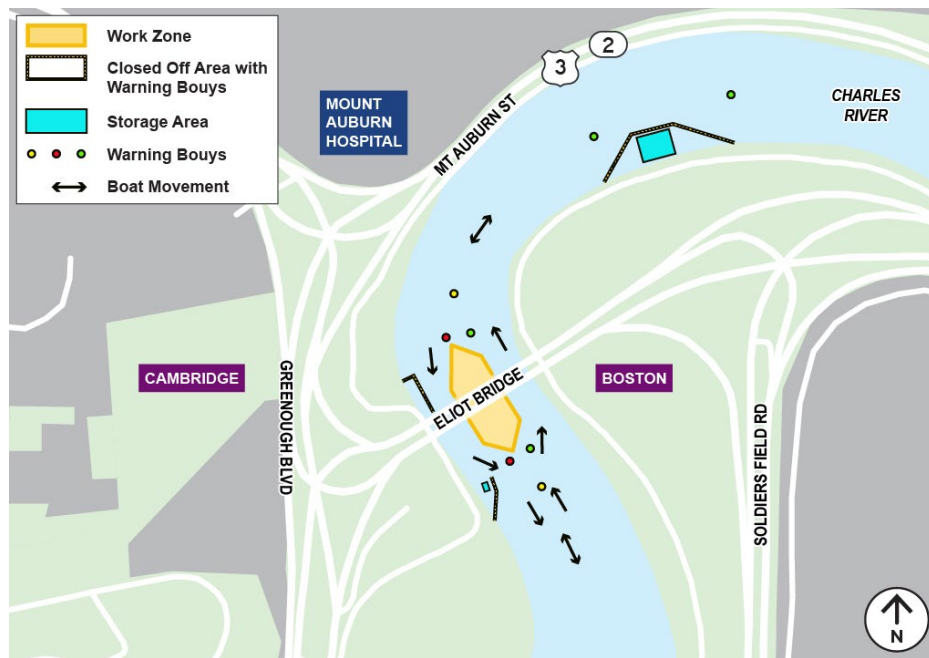 Work Zone
Closed Off Area with
Warning Bouys
Storage Area
Warning Bouys
Boat Movement
MOUNT
AUBURN
HOSPITAL
MT AUBURN ST
3
2
CHARLES
RIVER
CAMBRIDGE
GREENOUGH BLVD
ELIOT BRIDGE
BOSTON
SOLDIERS FIELD RD
N